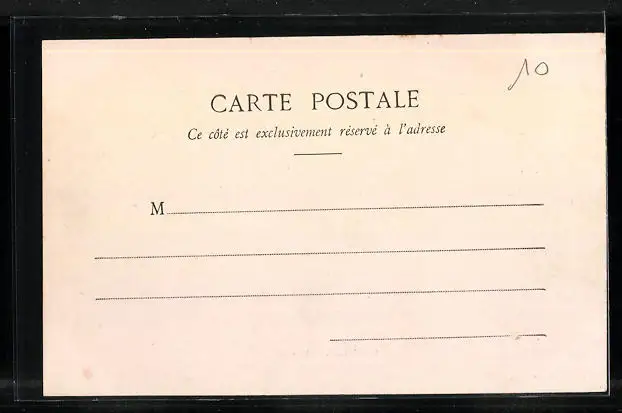 10
CARTE POSTALE
Ce côté est exclusivement réservé à l'adresse
M